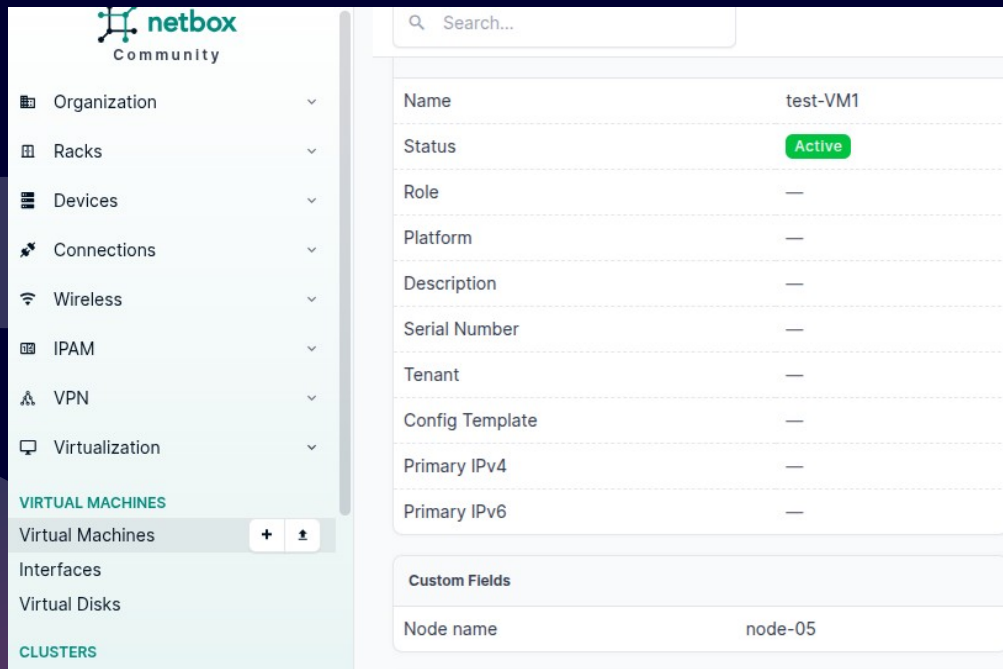 netbox
Community
Organization
Racks
Devices
Connections
Wireless
IPAM
VPN
Virtualization
VIRTUAL MACHINES
Virtual Machines
Interfaces
Virtual Disks
CLUSTERS
Search...
Name test-VM1
Status Active
Role —
Platform —
Description —
Serial Number —
Tenant —
Config Template —
Primary IPv4 —
Primary IPv6 —
Custom Fields
Node name node-05